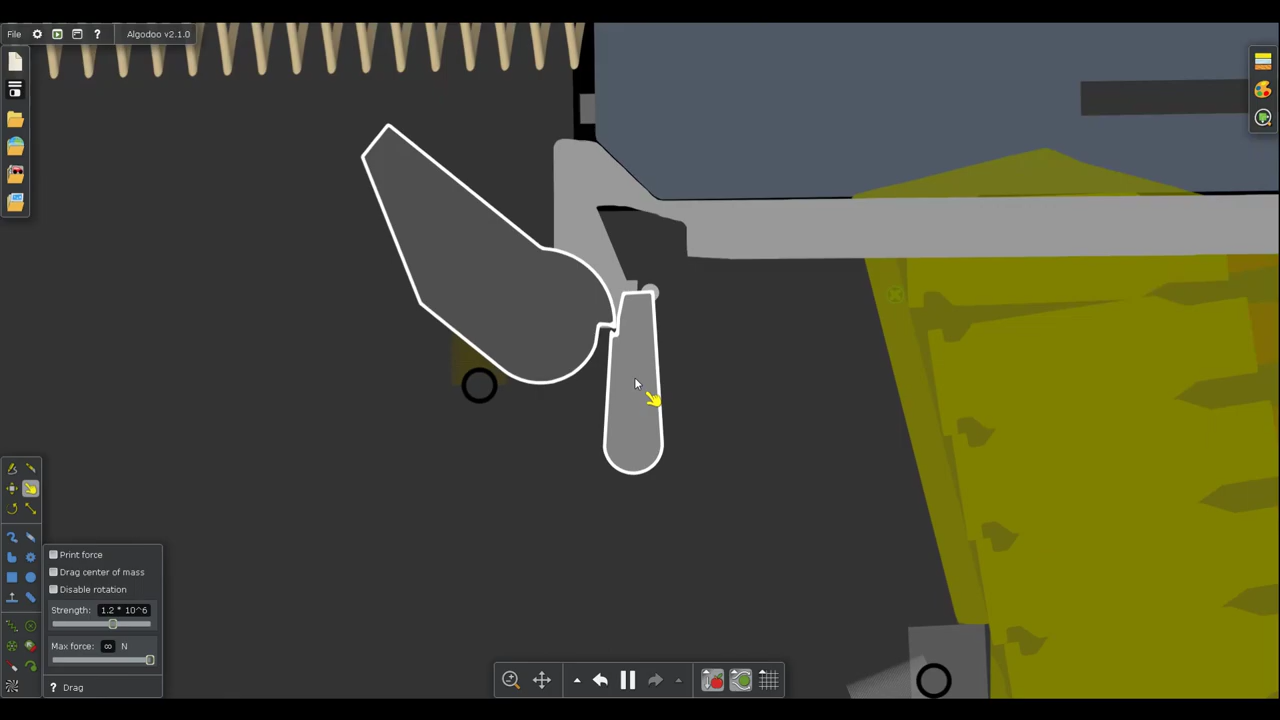 File ? Algodoo v2.1.0
Print force
Drag center of mass
Disable rotation
Strength: 1.2 * 10^6
Max force: ∞ N
? Drag